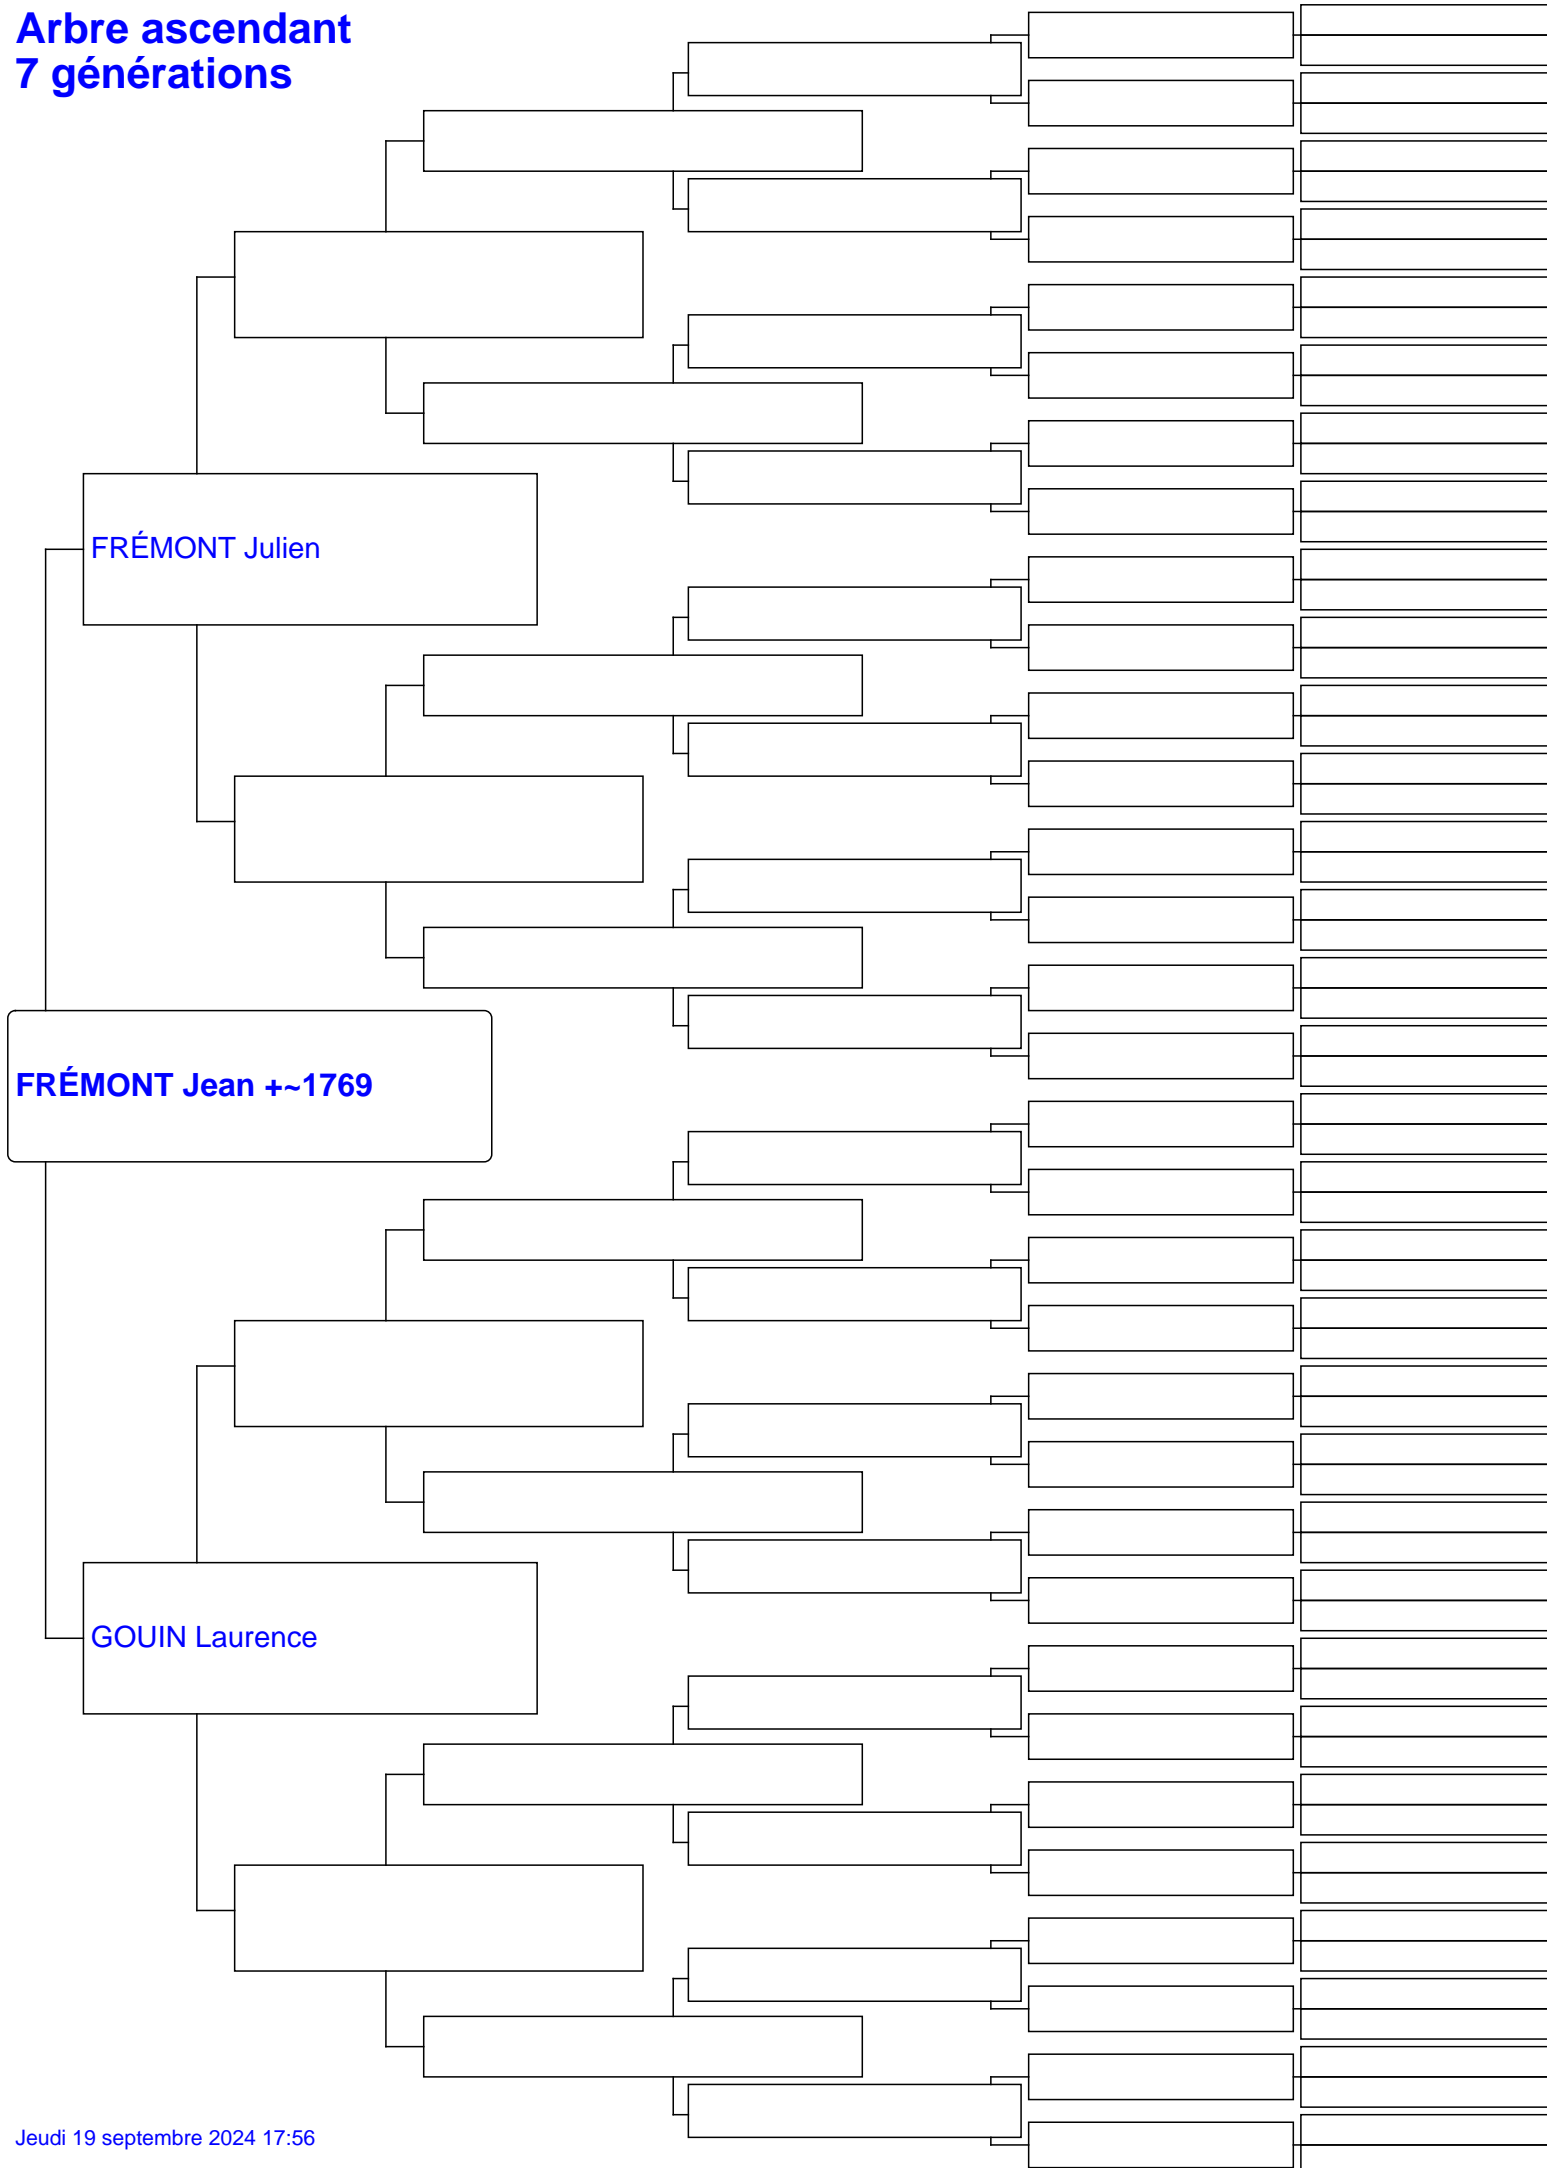 Arbre ascendant
7 générations
FRÉMONT Julien
FRÉMONT Jean +~1769
GOUIN Laurence
Jeudi 19 septembre 2024 17:56